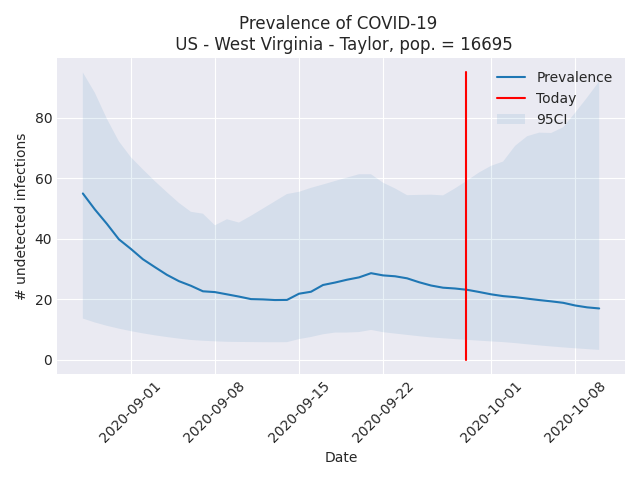 Prevalence of COVID-19
US - West Virginia - Taylor, pop. = 16695
Prevalence
Today
95CI
# undetected infections
80
60
40
20
0
2020-09-01
2020-09-08
2020-09-15
2020-09-22
2020-10-01
2020-10-08
Date